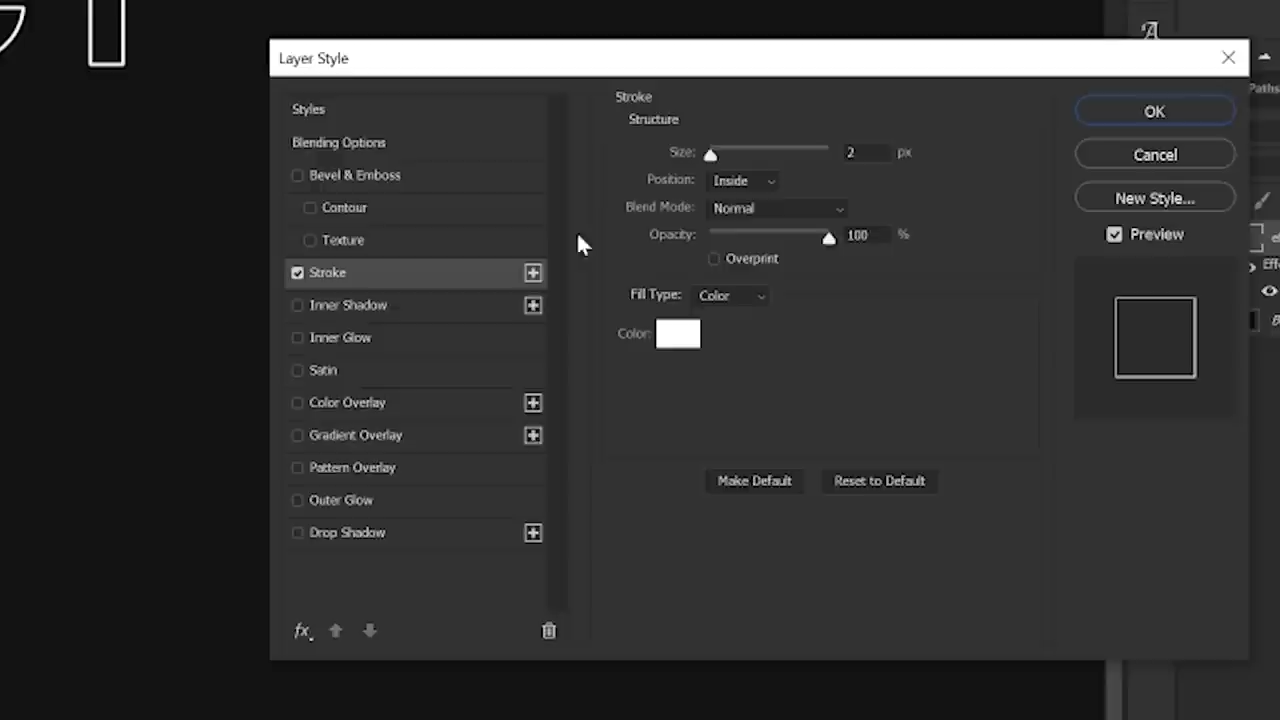 Layer Style
Styles
Blending Options
Bevel & Emboss
Contour
Texture
Stroke
Inner Shadow
Inner Glow
Satin
Color Overlay
Gradient Overlay
Pattern Overlay
Outer Glow
Drop Shadow
fx
Stroke
Structure
Size: 2 px
Position: Inside
Blend Mode: Normal
Opacity: 100 %
Overprint
Fill Type: Color
Color:
Make Default Reset to Default
OK
Cancel
New Style...
Preview
Paths